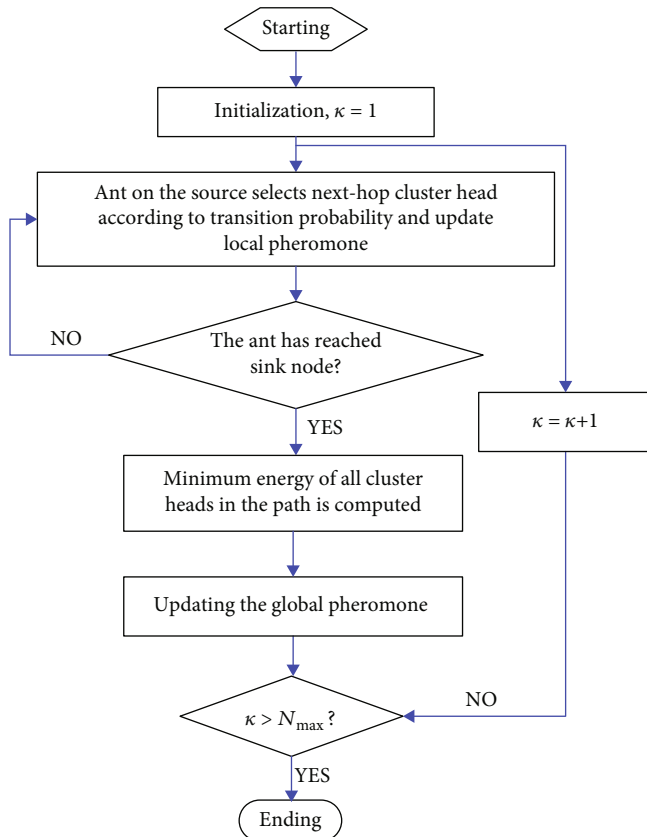 Starting
Initialization, κ = 1
Ant on the source selects next-hop cluster head
according to transition probability and update
local pheromone
NO
The ant has reached
sink node?
YES
κ = κ+1
Minimum energy of all cluster
heads in the path is computed
Updating the global pheromone
NO
κ > Nmax ?
YES
Ending